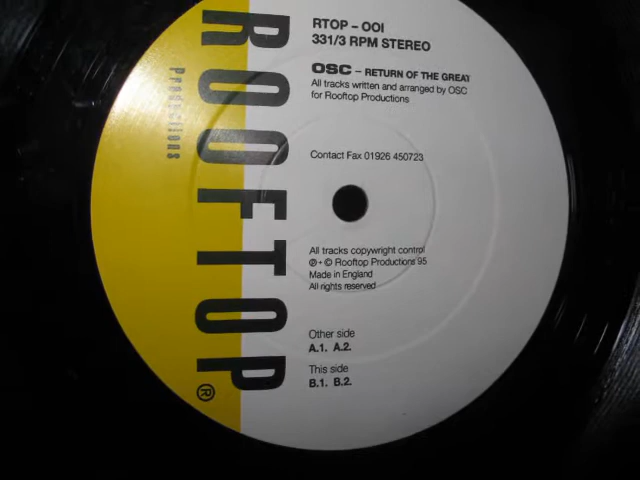 ROOFTOP®
Productions
RTOP - 001
331/3 RPM STEREO
OSC - RETURN OF THE GREAT
All tracks written and arranged by OSC
for Rooftop Productions
Contact Fax 01926 450723
All tracks copywright control
℗ + © Rooftop Productions 95
Made in England
All rights reserved
Other side
A.1. A.2.
This side
B.1. B.2.